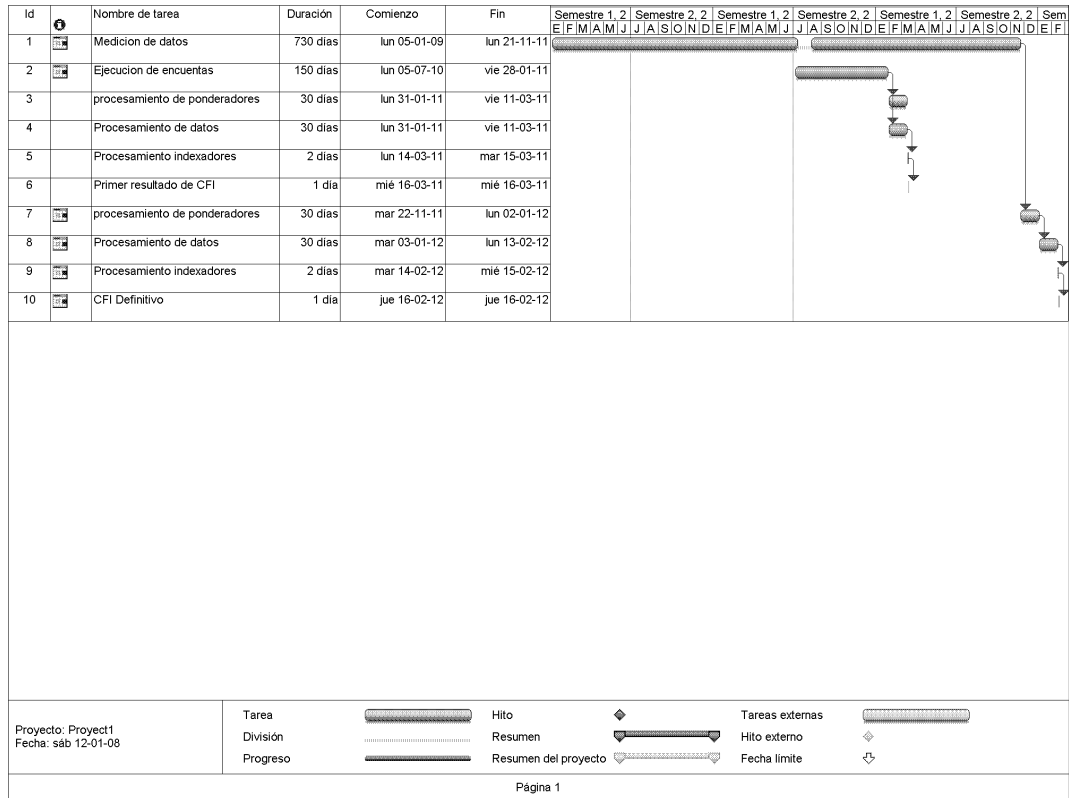 Id Nombre de tarea Duración Comienzo Fin Semestre 1, 2 Semestre 2, 2 Semestre 1, 2 Semestre 2, 2 Semestre 1, 2 Semestre 2, 2 Sem
E F M A M J J A S O N D E F M A M J J A S O N D E F M A M J J A S O N D E F
1 Medicion de datos 730 días lun 05-01-09 lun 21-11-11
2 Ejecucion de encuentas 150 días lun 05-07-10 vie 28-01-11
3 procesamiento de ponderadores 30 días lun 31-01-11 vie 11-03-11
4 Procesamiento de datos 30 días lun 31-01-11 vie 11-03-11
5 Procesamiento indexadores 2 días lun 14-03-11 mar 15-03-11
6 Primer resultado de CFI 1 día mié 16-03-11 mié 16-03-11
7 procesamiento de ponderadores 30 días mar 22-11-11 lun 02-01-12
8 Procesamiento de datos 30 días mar 03-01-12 lun 13-02-12
9 Procesamiento indexadores 2 días mar 14-02-12 mié 15-02-12
10 CFI Definitivo 1 día jue 16-02-12 jue 16-02-12
Proyecto: Proyect1
Fecha: sáb 12-01-08
Tarea Hito Tareas externas
División Resumen Hito externo
Progreso Resumen del proyecto Fecha límite
Página 1